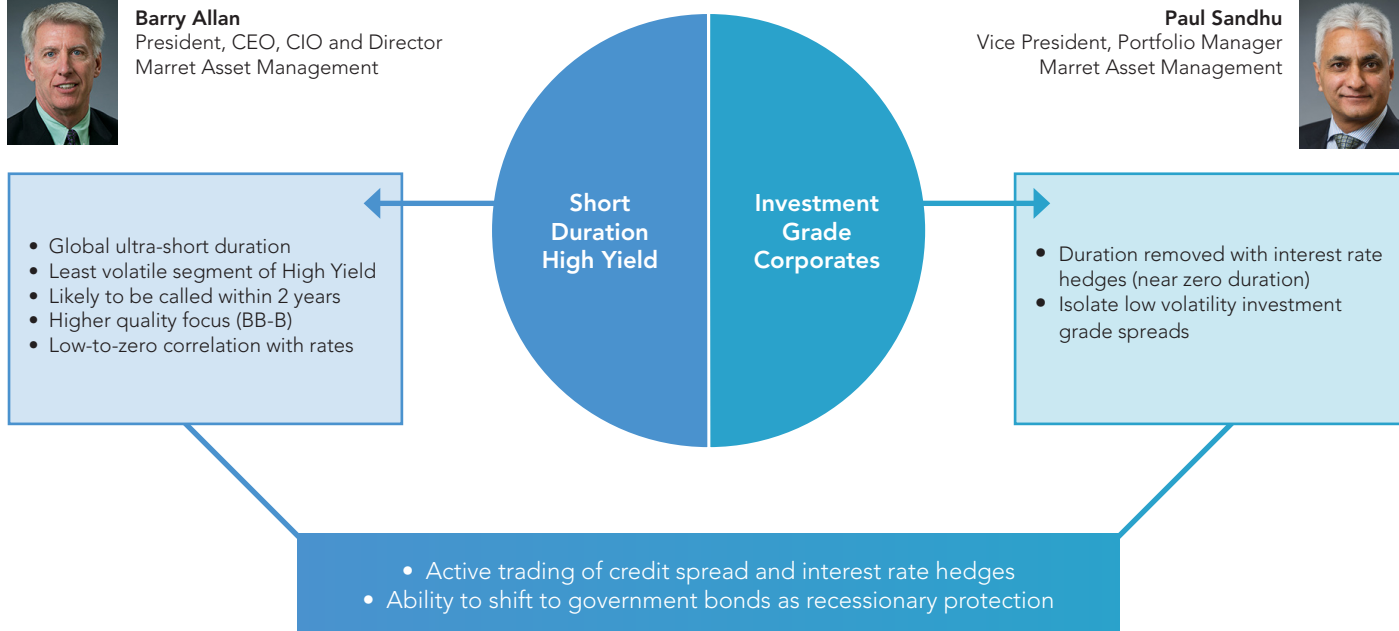 Barry Allan
President, CEO, CIO and Director
Marret Asset Management
Paul Sandhu
Vice President, Portfolio Manager
Marret Asset Management
Short
Duration
High Yield
Investment
Grade
Corporates
• Global ultra-short duration
• Least volatile segment of High Yield
• Likely to be called within 2 years
• Higher quality focus (BB-B)
• Low-to-zero correlation with rates
• Duration removed with interest rate
hedges (near zero duration)
• Isolate low volatility investment
grade spreads
• Active trading of credit spread and interest rate hedges
• Ability to shift to government bonds as recessionary protection